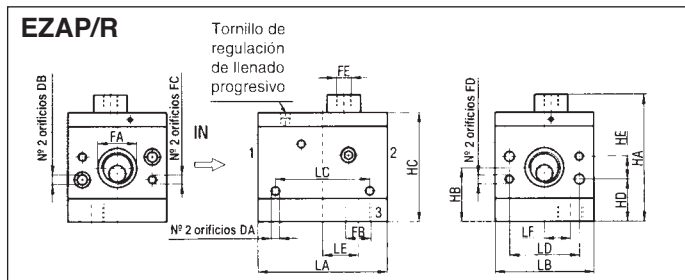 EZAP/R
Tornillo de
regulación
de llenado
progresivo
FE
Nº 2 orificios DB
FA
Nº 2 orificios FC
IN
1
2
LC
3
FB
Nº 2 orificios DA
LE
LA
HC
Nº 2 orificios FD
HB
HE
HD
HA
LF
LD
LB